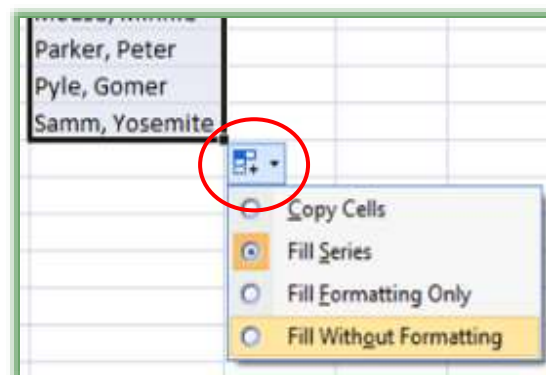 Parker, Peter
Pyle, Gomer
Samm, Yosemite
Copy Cells
Fill Series
Fill Formatting Only
Fill Without Formatting